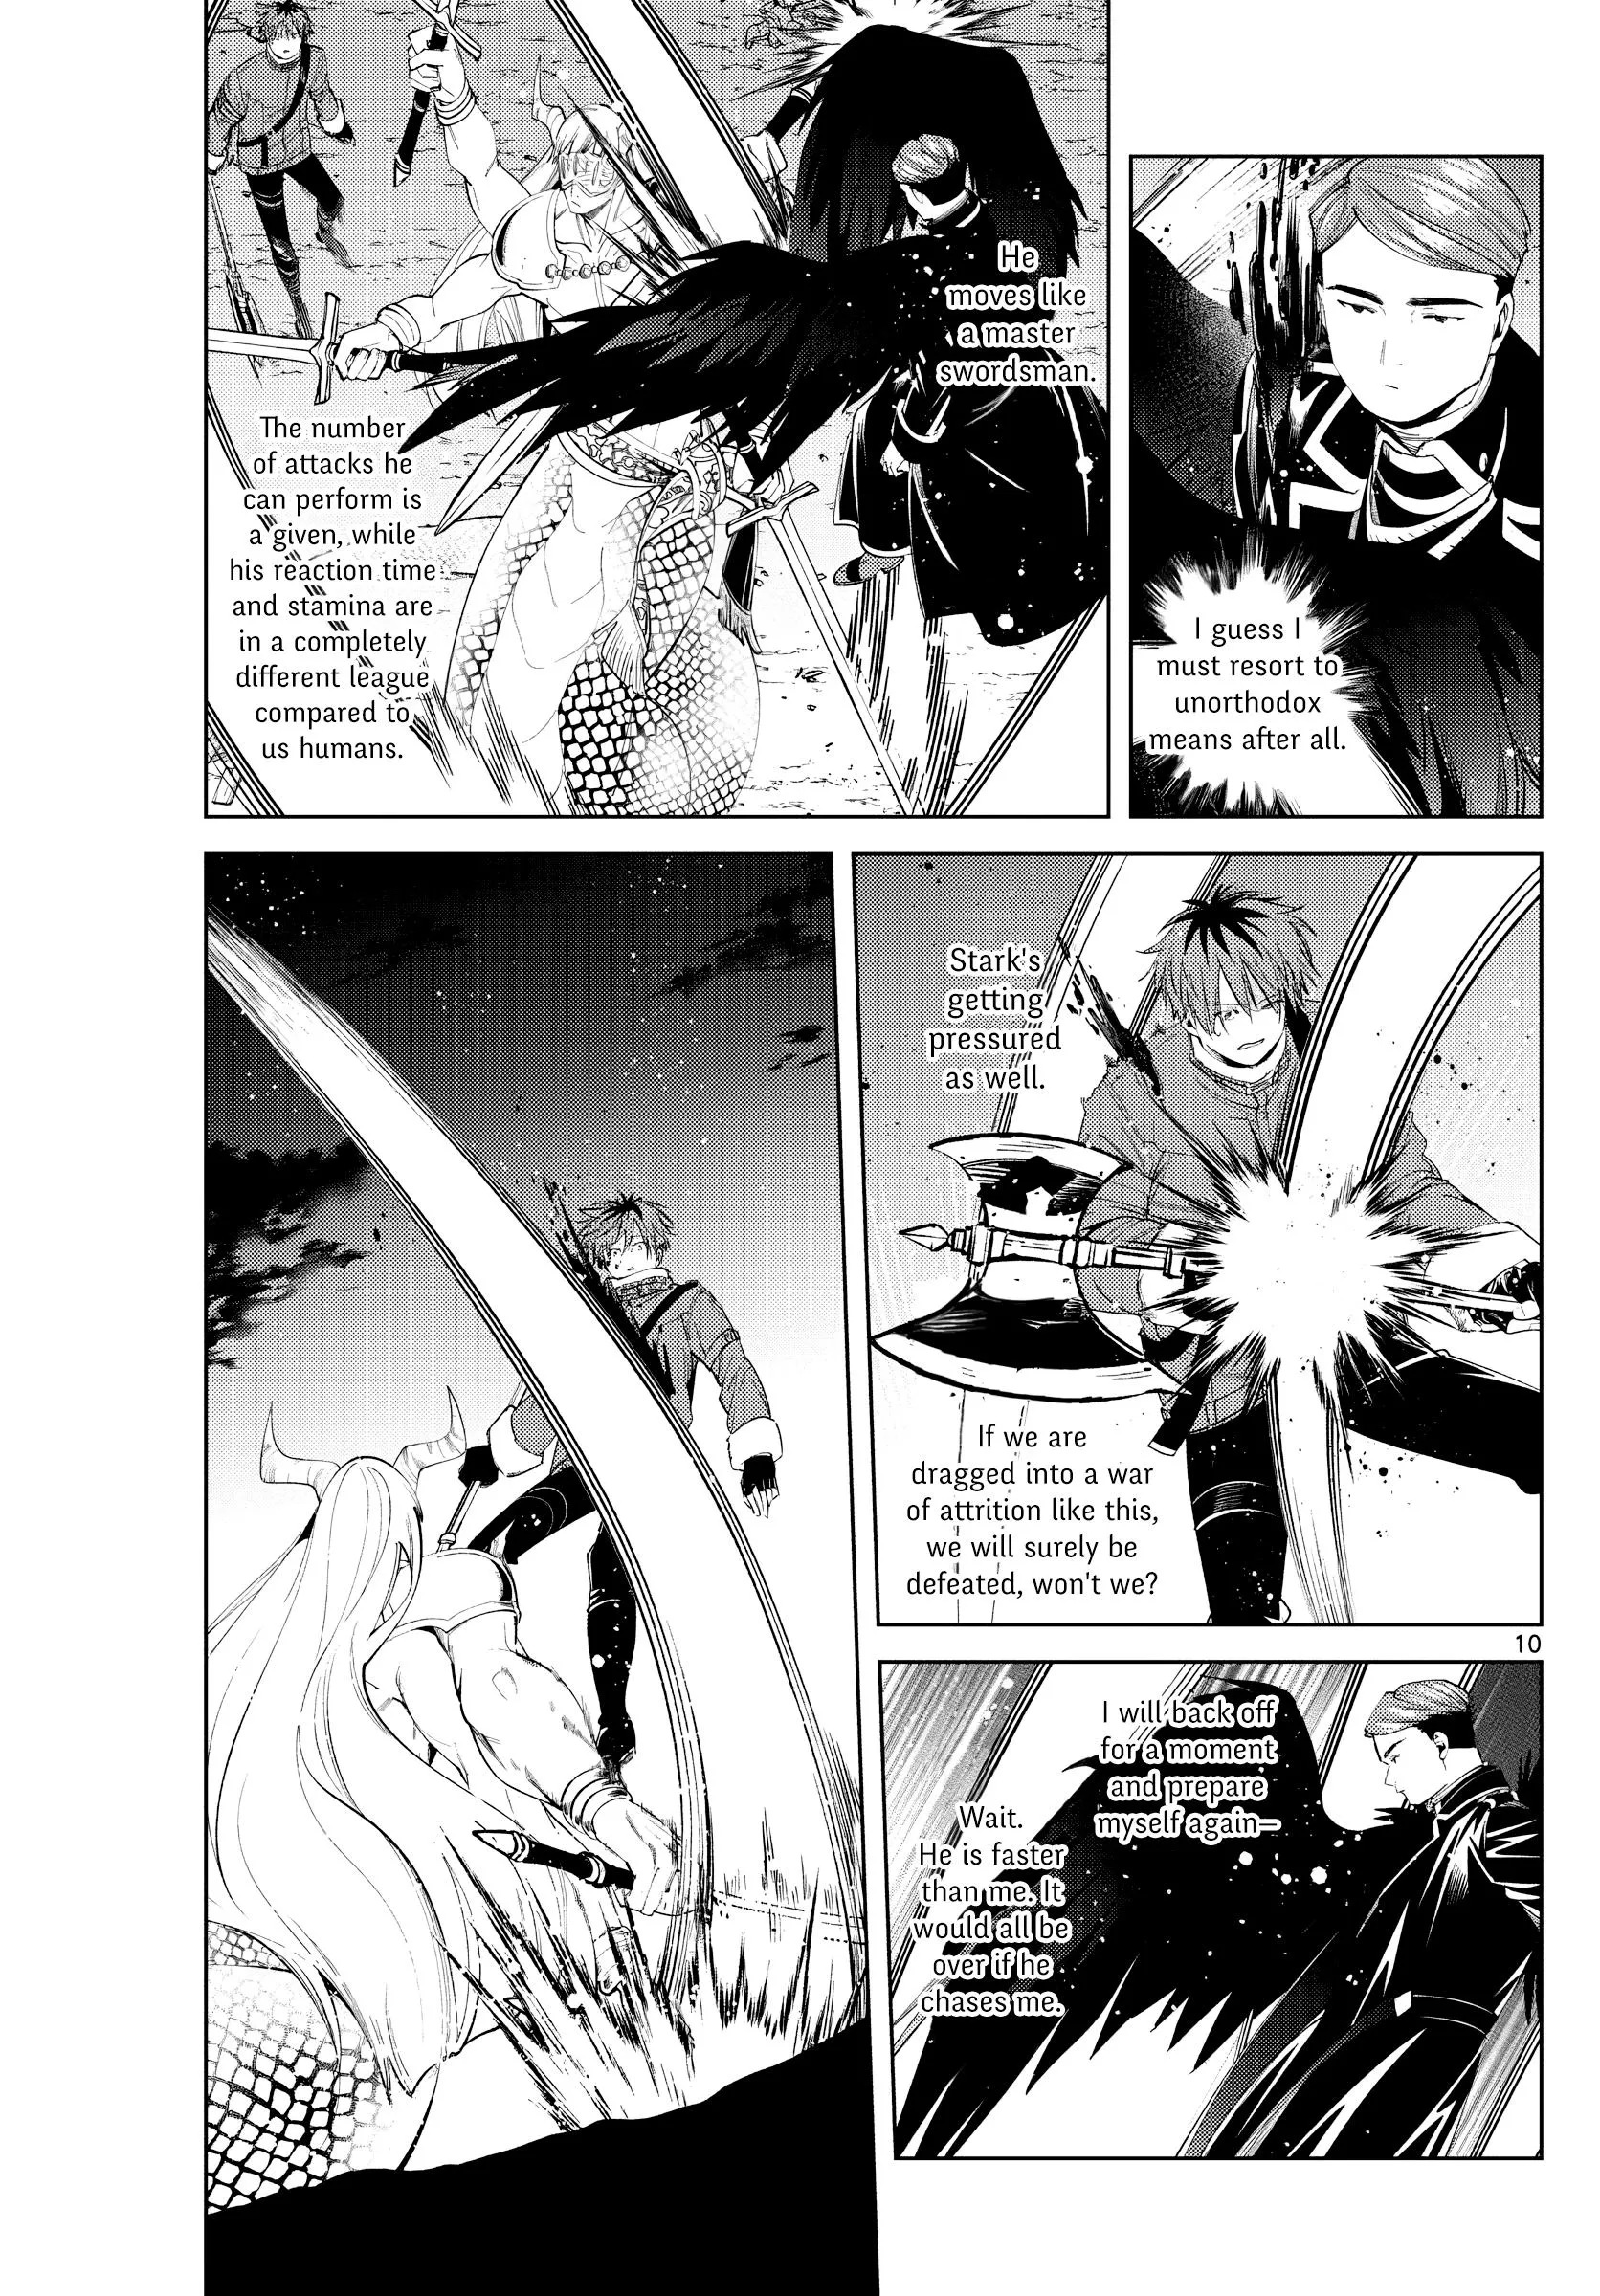 I guess I
must resort to
unorthodox
means after all.
He
moves like
a master
swordsman.
The number
of attacks he
can perform is
a given, while
his reaction time
and stamina are
in a completely
different league
compared to
us humans.
Stark's
getting
pressured
as well.
If we are
dragged into a war
of attrition like this,
we will surely be
defeated, won't we?
10
I will back off
for a moment
and prepare
myself again—
Wait.
He is faster
than me. It
would all be
over if he
chases me.